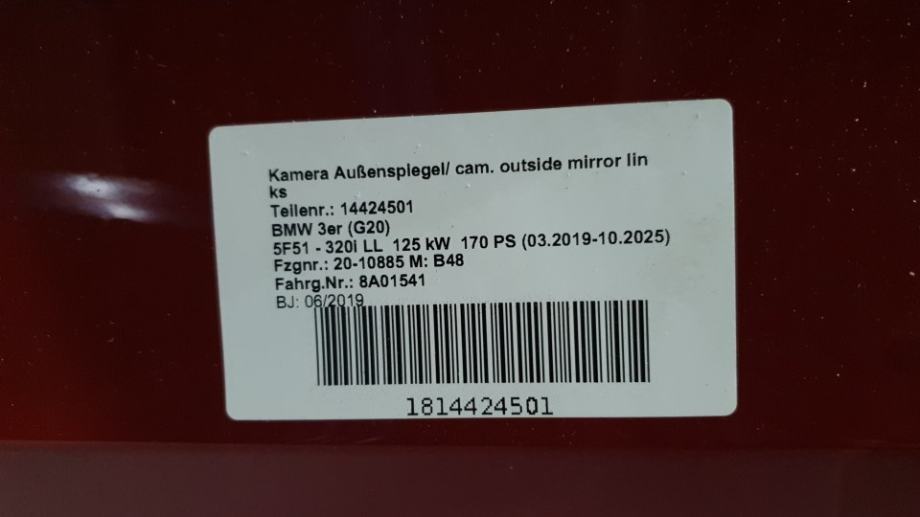 Kamera Außenspiegel/ cam. outside mirror lin
ks
Teilenr.: 14424501
BMW 3er (G20)
5F51 - 320i LL  125 kW  170 PS (03.2019-10.2025)
Fzgnr.: 20-10885 M: B48
Fahrg.Nr.: 8A01541
BJ: 06/2019
1814424501